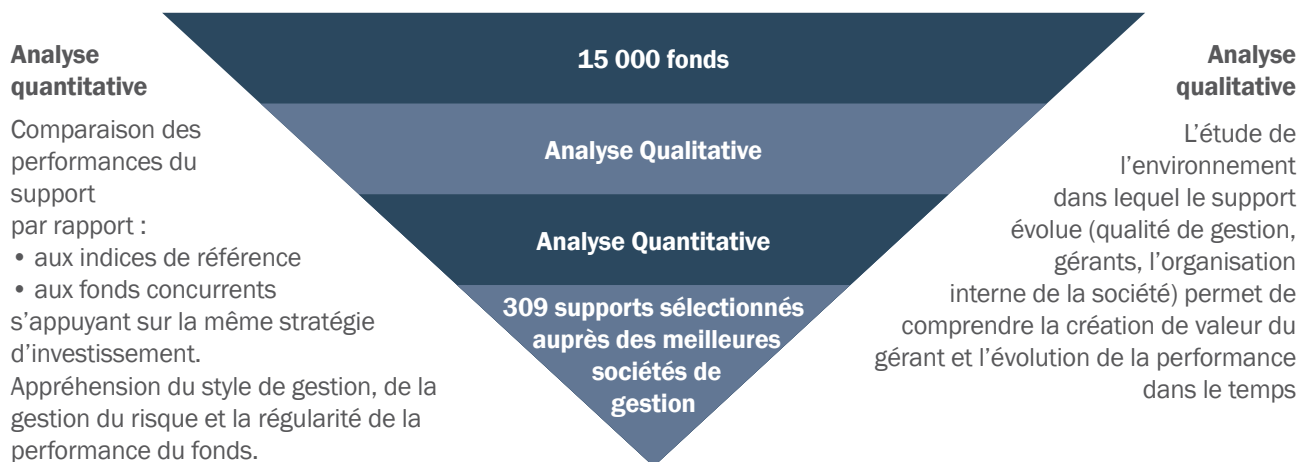 Analyse
quantitative
Comparaison des
performances du
support
par rapport :
• aux indices de référence
• aux fonds concurrents
s’appuyant sur la même stratégie
d’investissement.
Appréhension du style de gestion, de la
gestion du risque et la régularité de la
performance du fonds.
15 000 fonds
Analyse Qualitative
Analyse Quantitative
309 supports sélectionnés
auprès des meilleures
sociétés de
gestion
Analyse
qualitative
L’étude de
l’environnement
dans lequel le support
évolue (qualité de gestion,
gérants, l’organisation
interne de la société) permet de
comprendre la création de valeur du
gérant et l’évolution de la performance
dans le temps